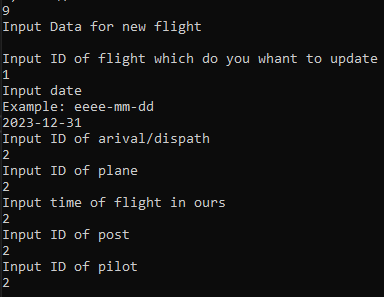 9
Input Data for new flight
Input ID of flight which do you whant to update
1
Input date
Example: eeee-mm-dd
2023-12-31
Input ID of arival/dispath
2
Input ID of plane
2
Input time of flight in ours
2
Input ID of post
2
Input ID of pilot
2